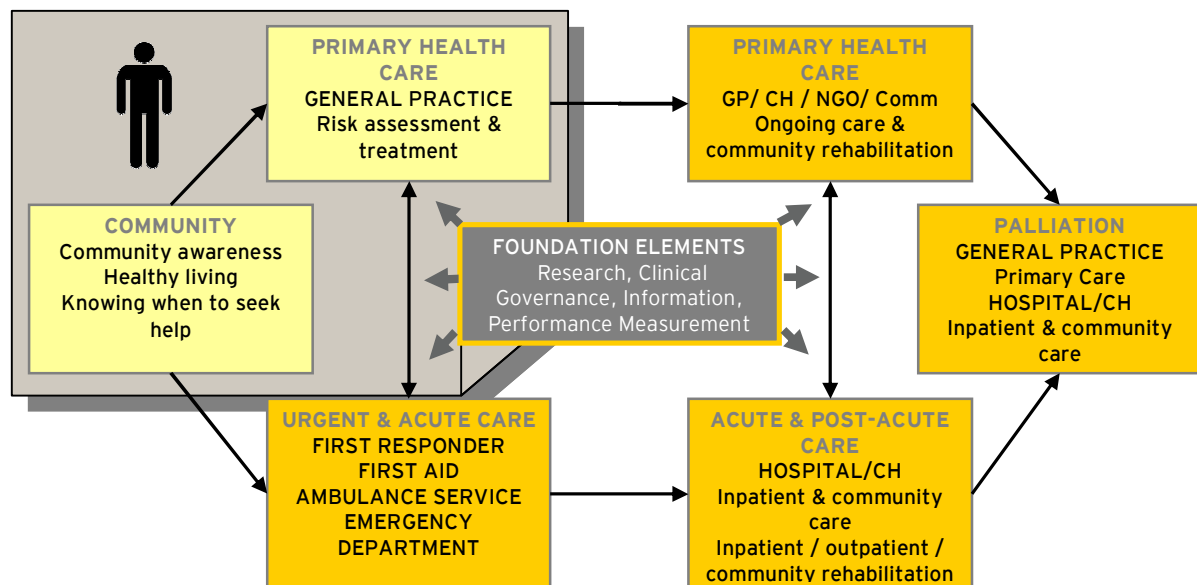 PRIMARY HEALTH
CARE
GENERAL PRACTICE
Risk assessment &
treatment
PRIMARY HEALTH
CARE
GP/ CH / NGO/ Comm
Ongoing care &
community rehabilitation
COMMUNITY
Community awareness
Healthy living
Knowing when to seek
help
FOUNDATION ELEMENTS
Research, Clinical
Governance, Information,
Performance Measurement
PALLIATION
GENERAL PRACTICE
Primary Care
HOSPITAL/CH
Inpatient & community
care
URGENT & ACUTE CARE
FIRST RESPONDER
FIRST AID
AMBULANCE SERVICE
EMERGENCY
DEPARTMENT
ACUTE & POST-ACUTE
CARE
HOSPITAL/CH
Inpatient & community
care
Inpatient / outpatient /
community rehabilitation